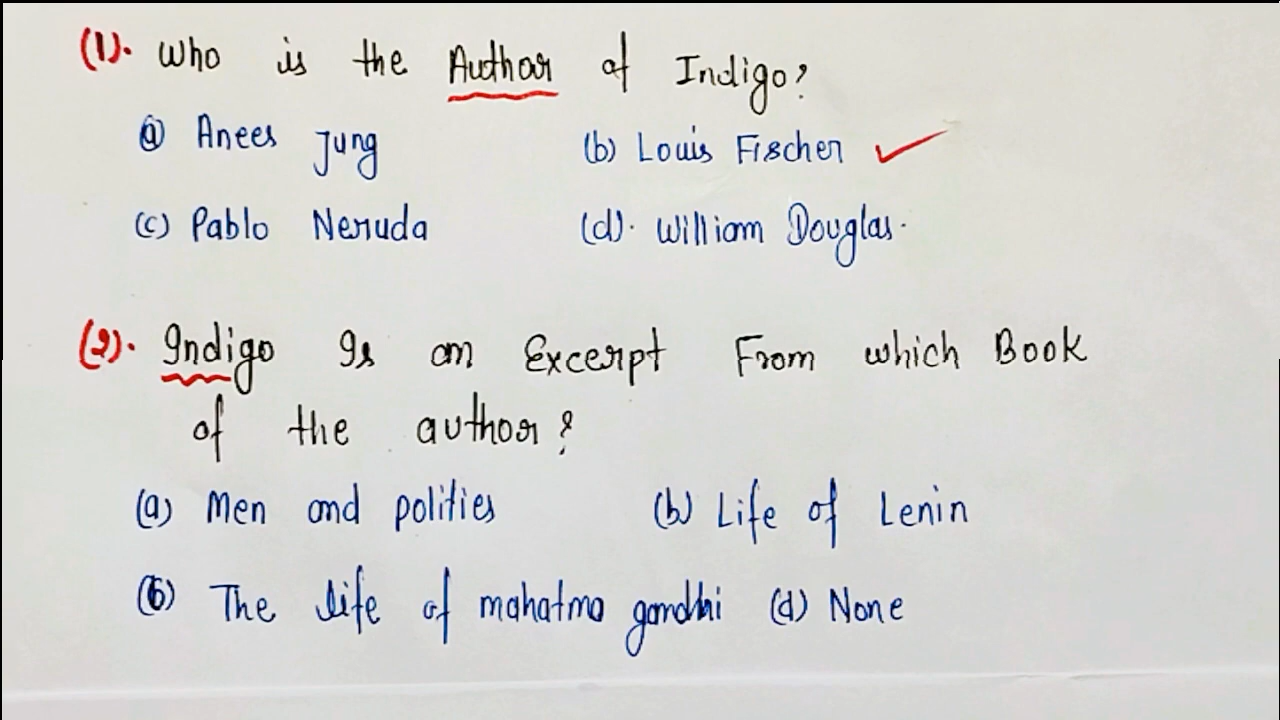 (1). Who is the Author of Indigo?
(a) Anees Jung (b) Louis Fischer ✓
(c) Pablo Neruda (d). William Douglas.
(2). Indigo Is an Excerpt From which Book
of the author?
(a) Men and polities (b) Life of Lenin
(6) The life of mahatma gandhi (d) None